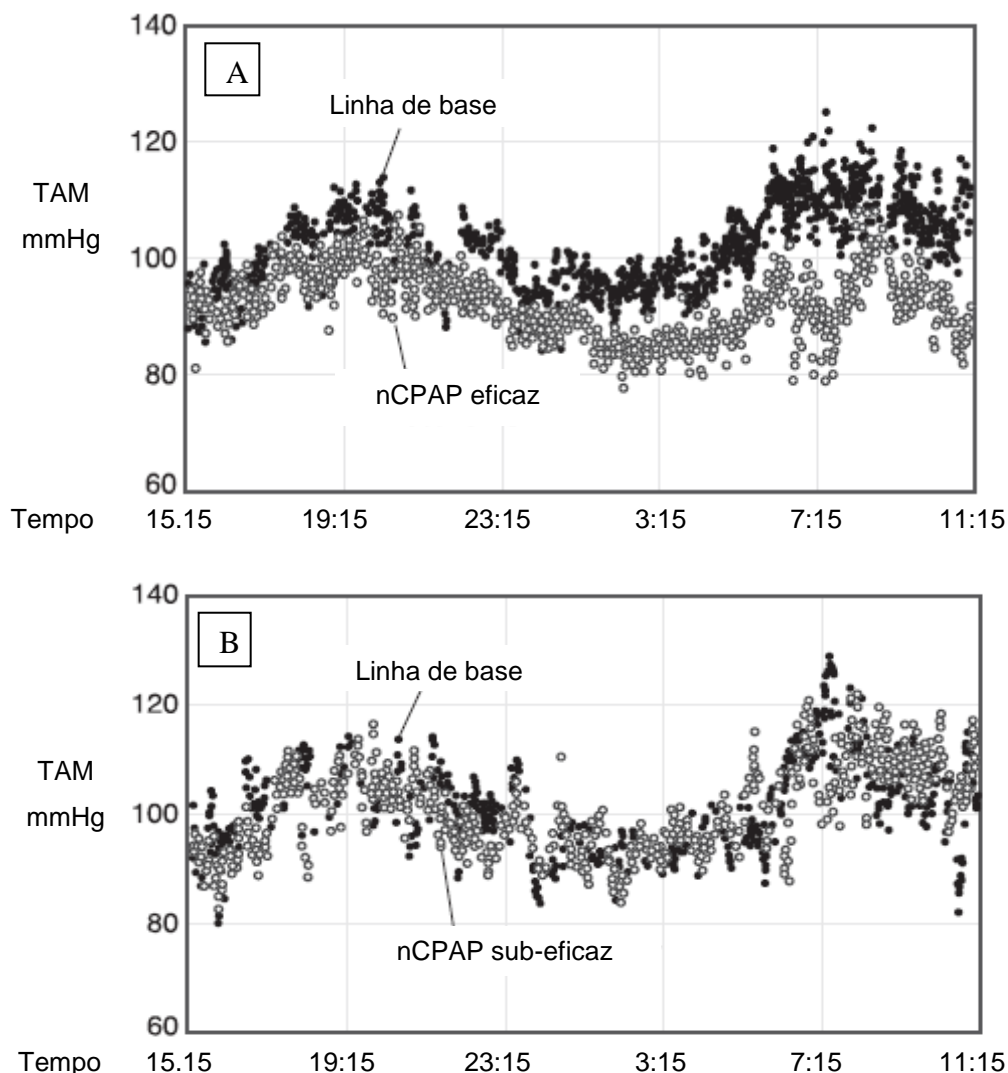 140
A
Linha de base
120
TAM
mmHg
100
80
nCPAP eficaz
60
Tempo 15.15 19:15 23:15 3:15 7:15 11:15
140
B
Linha de base
120
TAM
mmHg
100
80
nCPAP sub-eficaz
60
Tempo 15.15 19:15 23:15 3:15 7:15 11:15